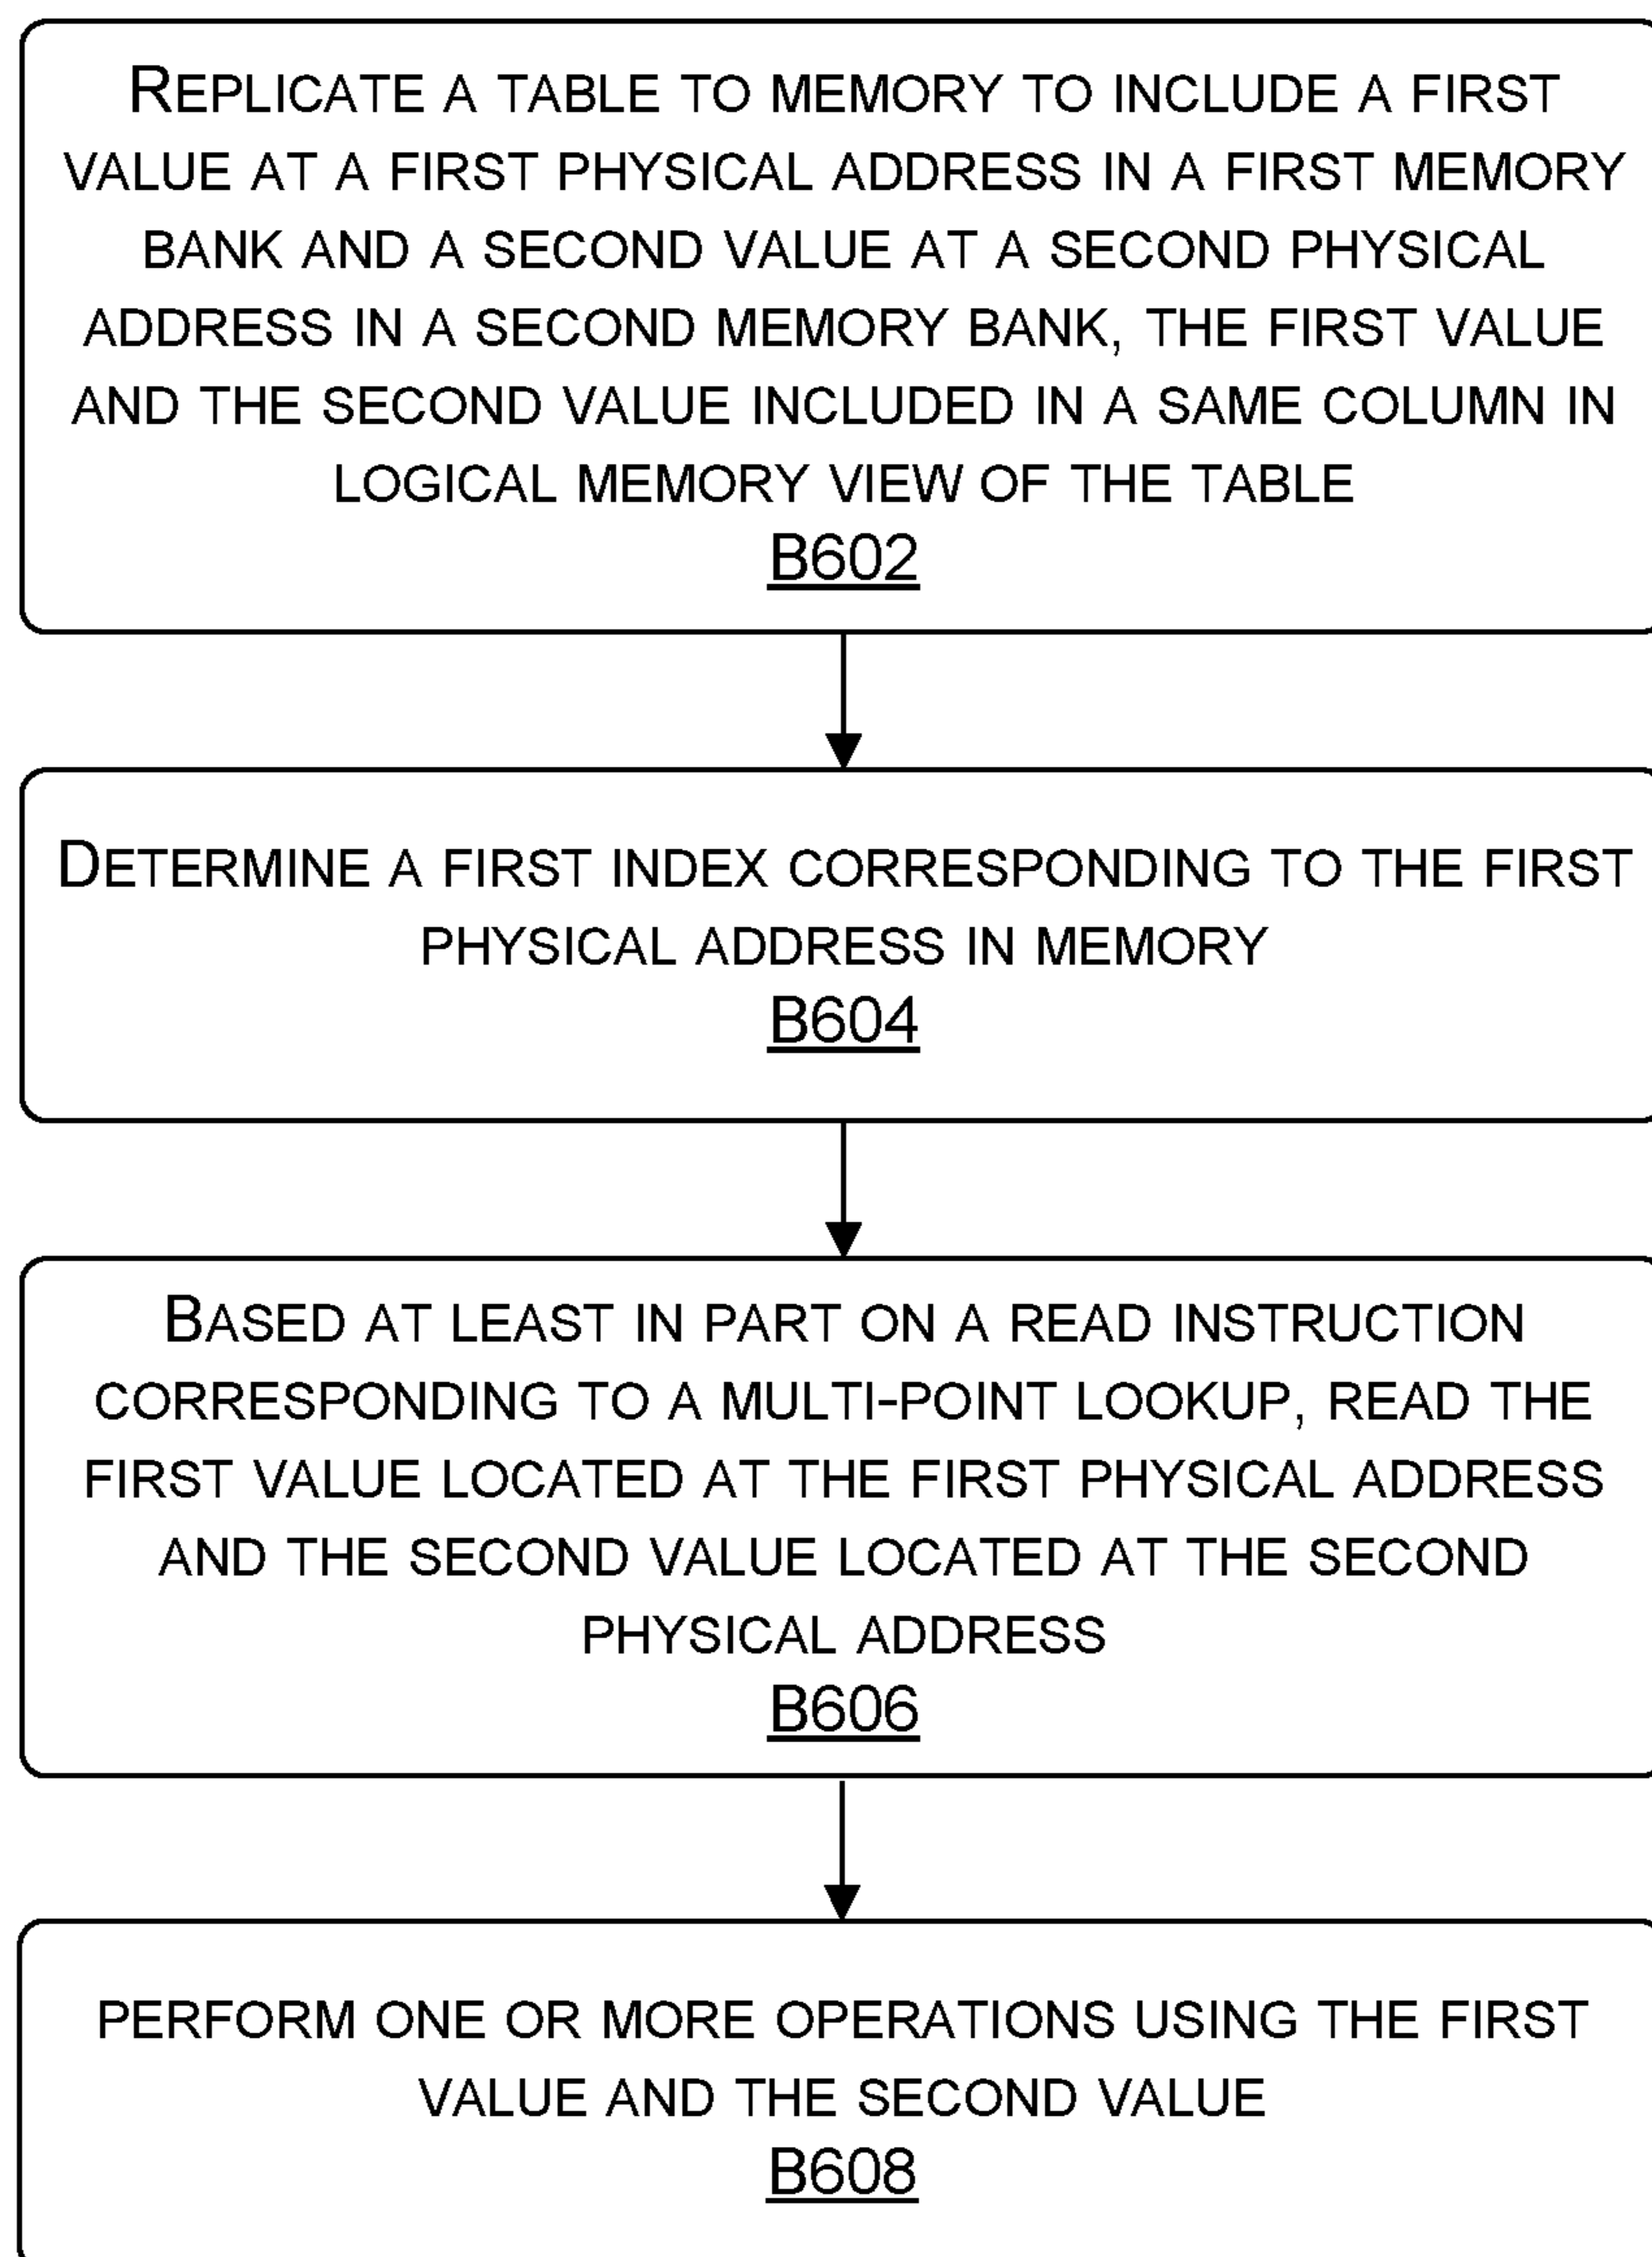 REPLICATE A TABLE TO MEMORY TO INCLUDE A FIRST
VALUE AT A FIRST PHYSICAL ADDRESS IN A FIRST MEMORY
BANK AND A SECOND VALUE AT A SECOND PHYSICAL
ADDRESS IN A SECOND MEMORY BANK, THE FIRST VALUE
AND THE SECOND VALUE INCLUDED IN A SAME COLUMN IN
LOGICAL MEMORY VIEW OF THE TABLE
B602
DETERMINE A FIRST INDEX CORRESPONDING TO THE FIRST
PHYSICAL ADDRESS IN MEMORY
B604
BASED AT LEAST IN PART ON A READ INSTRUCTION
CORRESPONDING TO A MULTI-POINT LOOKUP, READ THE
FIRST VALUE LOCATED AT THE FIRST PHYSICAL ADDRESS
AND THE SECOND VALUE LOCATED AT THE SECOND
PHYSICAL ADDRESS
B606
PERFORM ONE OR MORE OPERATIONS USING THE FIRST
VALUE AND THE SECOND VALUE
B608